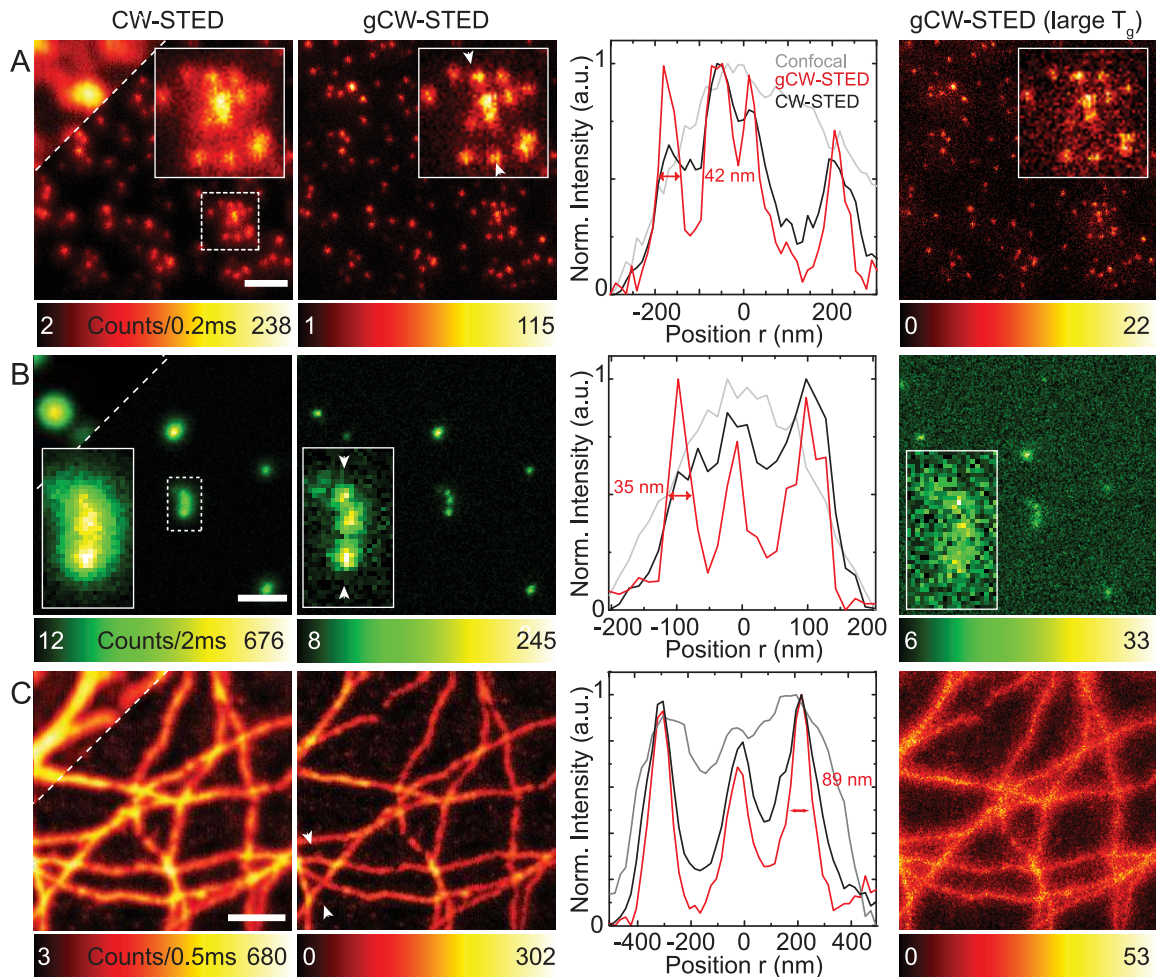 CW-STED
gCW-STED
gCW-STED (large Tg)
A
1
Norm. Intensity (a.u.)
0
Confocal
gCW-STED
CW-STED
42 nm
-200
0
200
Position r (nm)
2 Counts/0.2ms 238
1 115
0 22
B
1
Norm. Intensity (a.u.)
0
35 nm
-200 -100 0 100 200
Position r (nm)
12 Counts/2ms 676
8 245
6 33
C
1
Norm. Intensity (a.u.)
0
89 nm
-400 -200 0 200 400
Position r (nm)
3 Counts/0.5ms 680
0 302
0 53